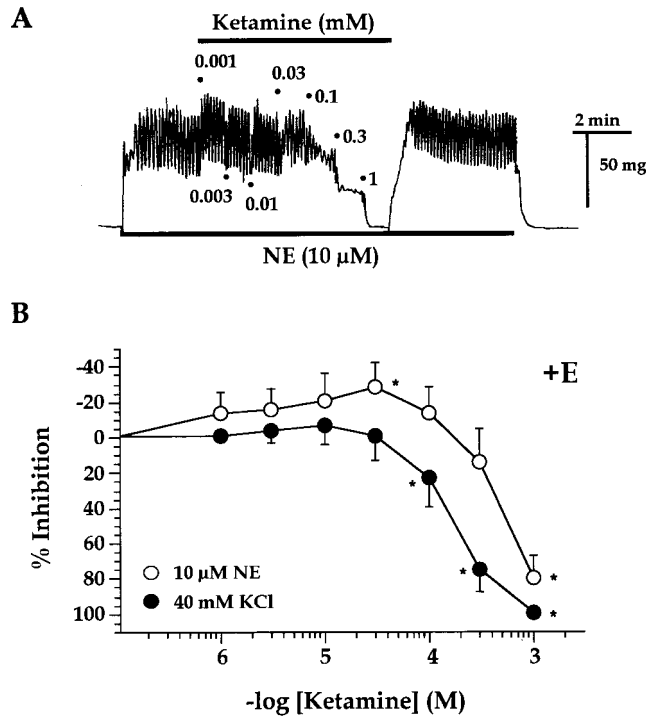 A
Ketamine (mM)
0.001
0.03
0.1
0.3
1
0.003
0.01
2 min
50 mg
NE (10 µM)
B
+E
-40
-20
0
20
40
60
80
100
% Inhibition
*
*
*
*
*
10 µM NE
40 mM KCl
6 5 4 3
-log [Ketamine] (M)